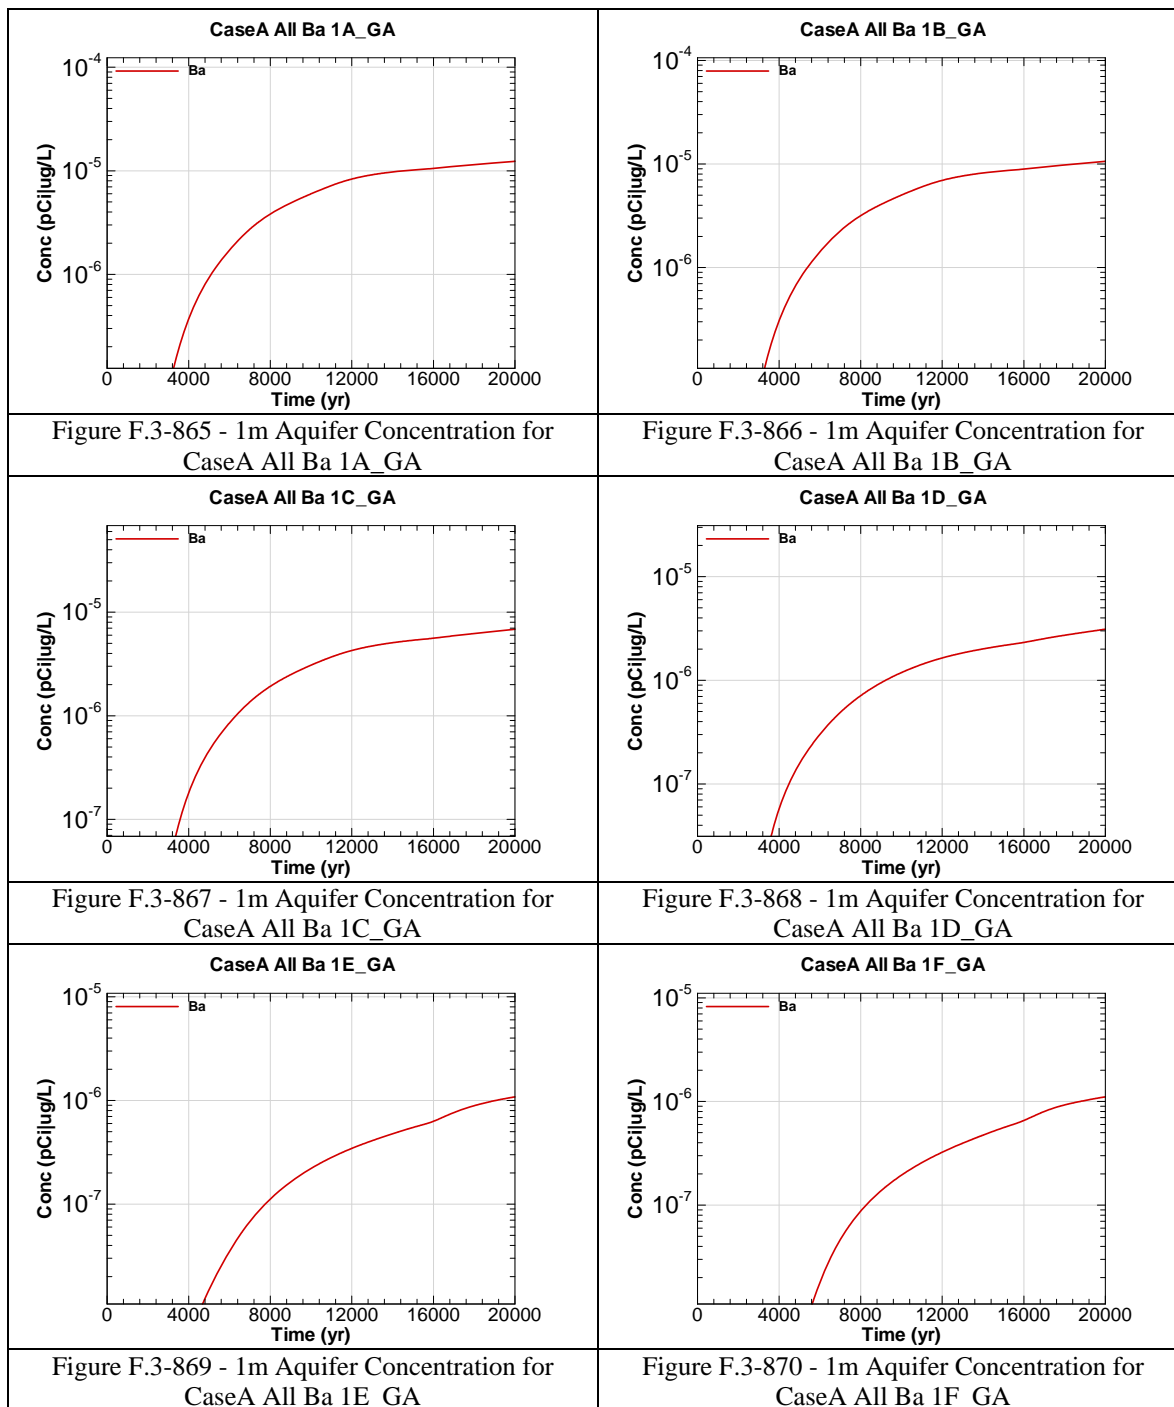 CaseA All Ba 1A_GA
Ba
10-4
10-5
10-6
Conc (pCi|ug/L)
0 4000 8000 12000 16000 20000
Time (yr)
Figure F.3-865 - 1m Aquifer Concentration for
CaseA All Ba 1A_GA
CaseA All Ba 1B_GA
Ba
10-4
10-5
10-6
Conc (pCi|ug/L)
0 4000 8000 12000 16000 20000
Time (yr)
Figure F.3-866 - 1m Aquifer Concentration for
CaseA All Ba 1B_GA
CaseA All Ba 1C_GA
Ba
10-5
10-6
10-7
Conc (pCi|ug/L)
0 4000 8000 12000 16000 20000
Time (yr)
Figure F.3-867 - 1m Aquifer Concentration for
CaseA All Ba 1C_GA
CaseA All Ba 1D_GA
Ba
10-5
10-6
10-7
Conc (pCi|ug/L)
0 4000 8000 12000 16000 20000
Time (yr)
Figure F.3-868 - 1m Aquifer Concentration for
CaseA All Ba 1D_GA
CaseA All Ba 1E_GA
Ba
10-5
10-6
10-7
Conc (pCi|ug/L)
0 4000 8000 12000 16000 20000
Time (yr)
Figure F.3-869 - 1m Aquifer Concentration for
CaseA All Ba 1E_GA
CaseA All Ba 1F_GA
Ba
10-5
10-6
10-7
Conc (pCi|ug/L)
0 4000 8000 12000 16000 20000
Time (yr)
Figure F.3-870 - 1m Aquifer Concentration for
CaseA All Ba 1F_GA